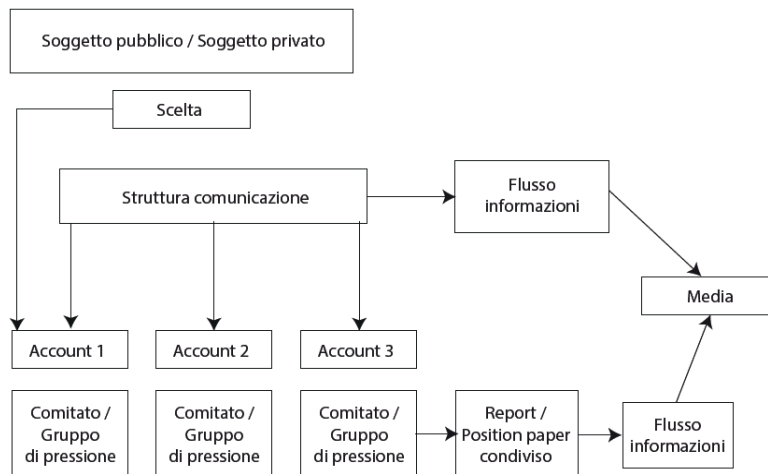 Soggetto pubblico / Soggetto privato
Scelta
Struttura comunicazione
Flusso
informazioni
Media
Account 1
Account 2
Account 3
Comitato /
Gruppo
di pressione
Comitato /
Gruppo
di pressione
Comitato /
Gruppo
di pressione
Report /
Position paper
condiviso
Flusso
informazioni